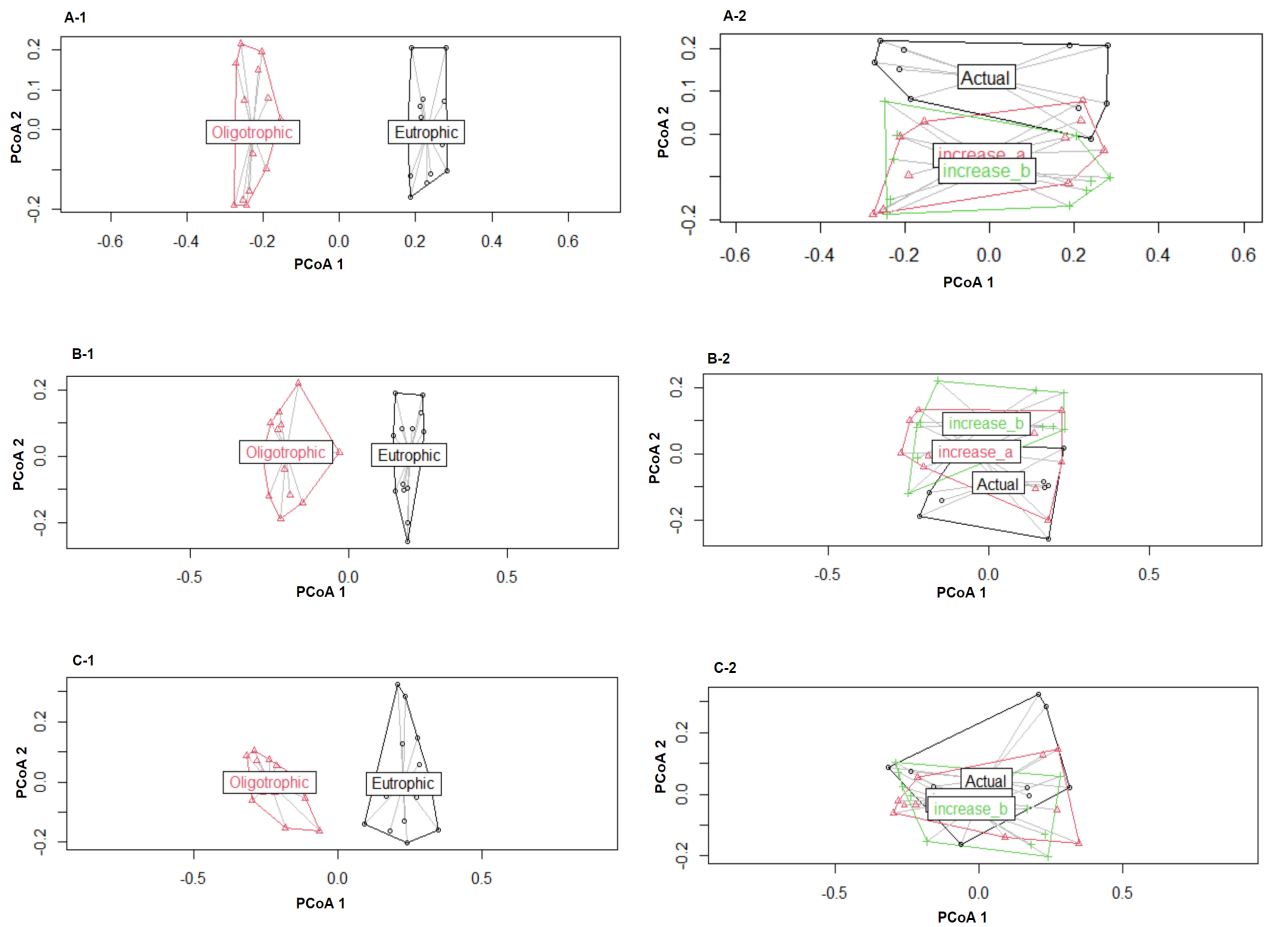 A-1
PCoA 2
0.2
0.1
0.0
-0.2
Oligotrophic
Eutrophic
-0.6
-0.4
-0.2
0.0
0.2
0.4
0.6
PCoA 1
A-2
PCoA 2
0.2
0.0
-0.2
Actual
increase_a
increase_b
-0.6
-0.4
-0.2
0.0
0.2
0.4
0.6
PCoA 1
B-1
PCoA 2
0.2
0.0
-0.2
Oligotrophic
Eutrophic
-0.5
0.0
0.5
PCoA 1
B-2
PCoA 2
0.2
0.0
-0.2
increase_b
increase_a
Actual
-0.5
0.0
0.5
PCoA 1
C-1
PCoA 2
0.2
0.0
-0.2
Oligotrophic
Eutrophic
-0.5
0.0
0.5
PCoA 1
C-2
PCoA 2
0.2
0.0
-0.2
Actual
increase_b
-0.5
0.0
0.5
PCoA 1